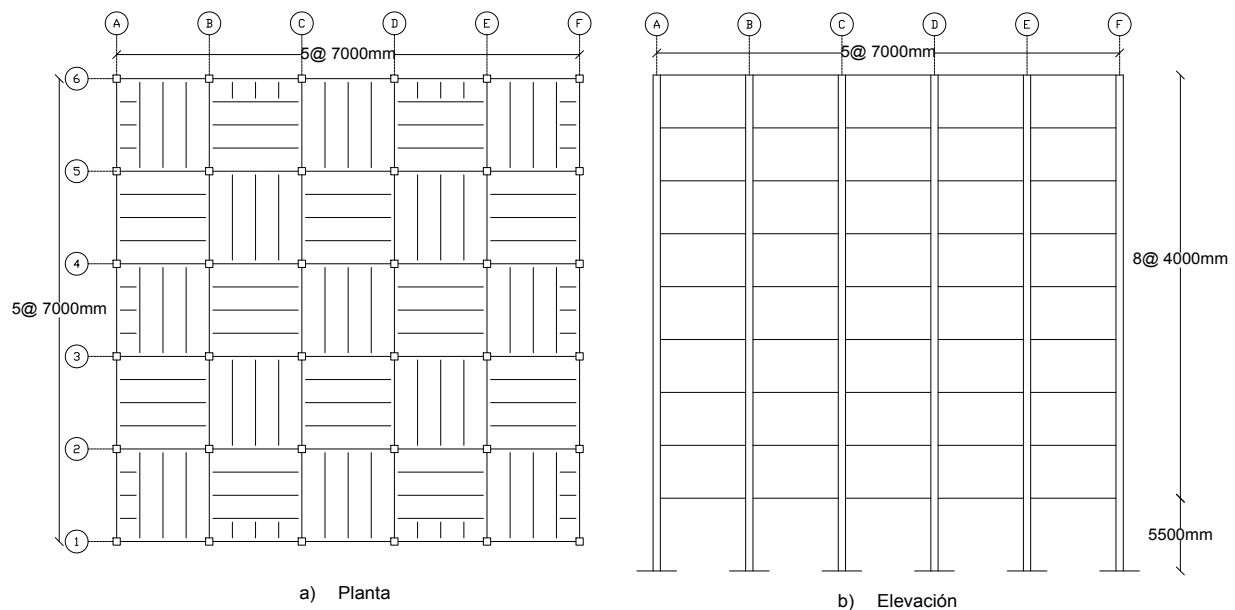 A B C D E F
5@ 7000mm
6
5
4
5@ 7000mm
3
2
1
a) Planta
A B C D E F
5@ 7000mm
8@ 4000mm
5500mm
b) Elevación